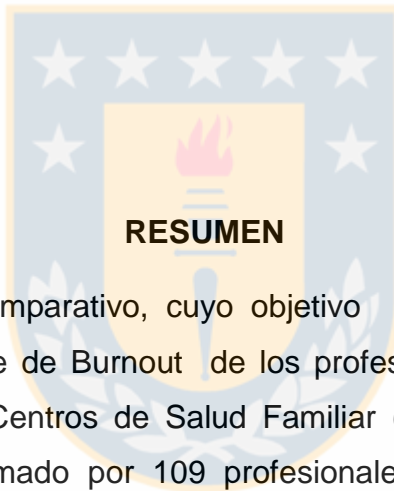 RESUMEN
mparativo, cuyo objetivo
e de Burnout de los profes
Centros de Salud Familiar
mado por 109 profesionale